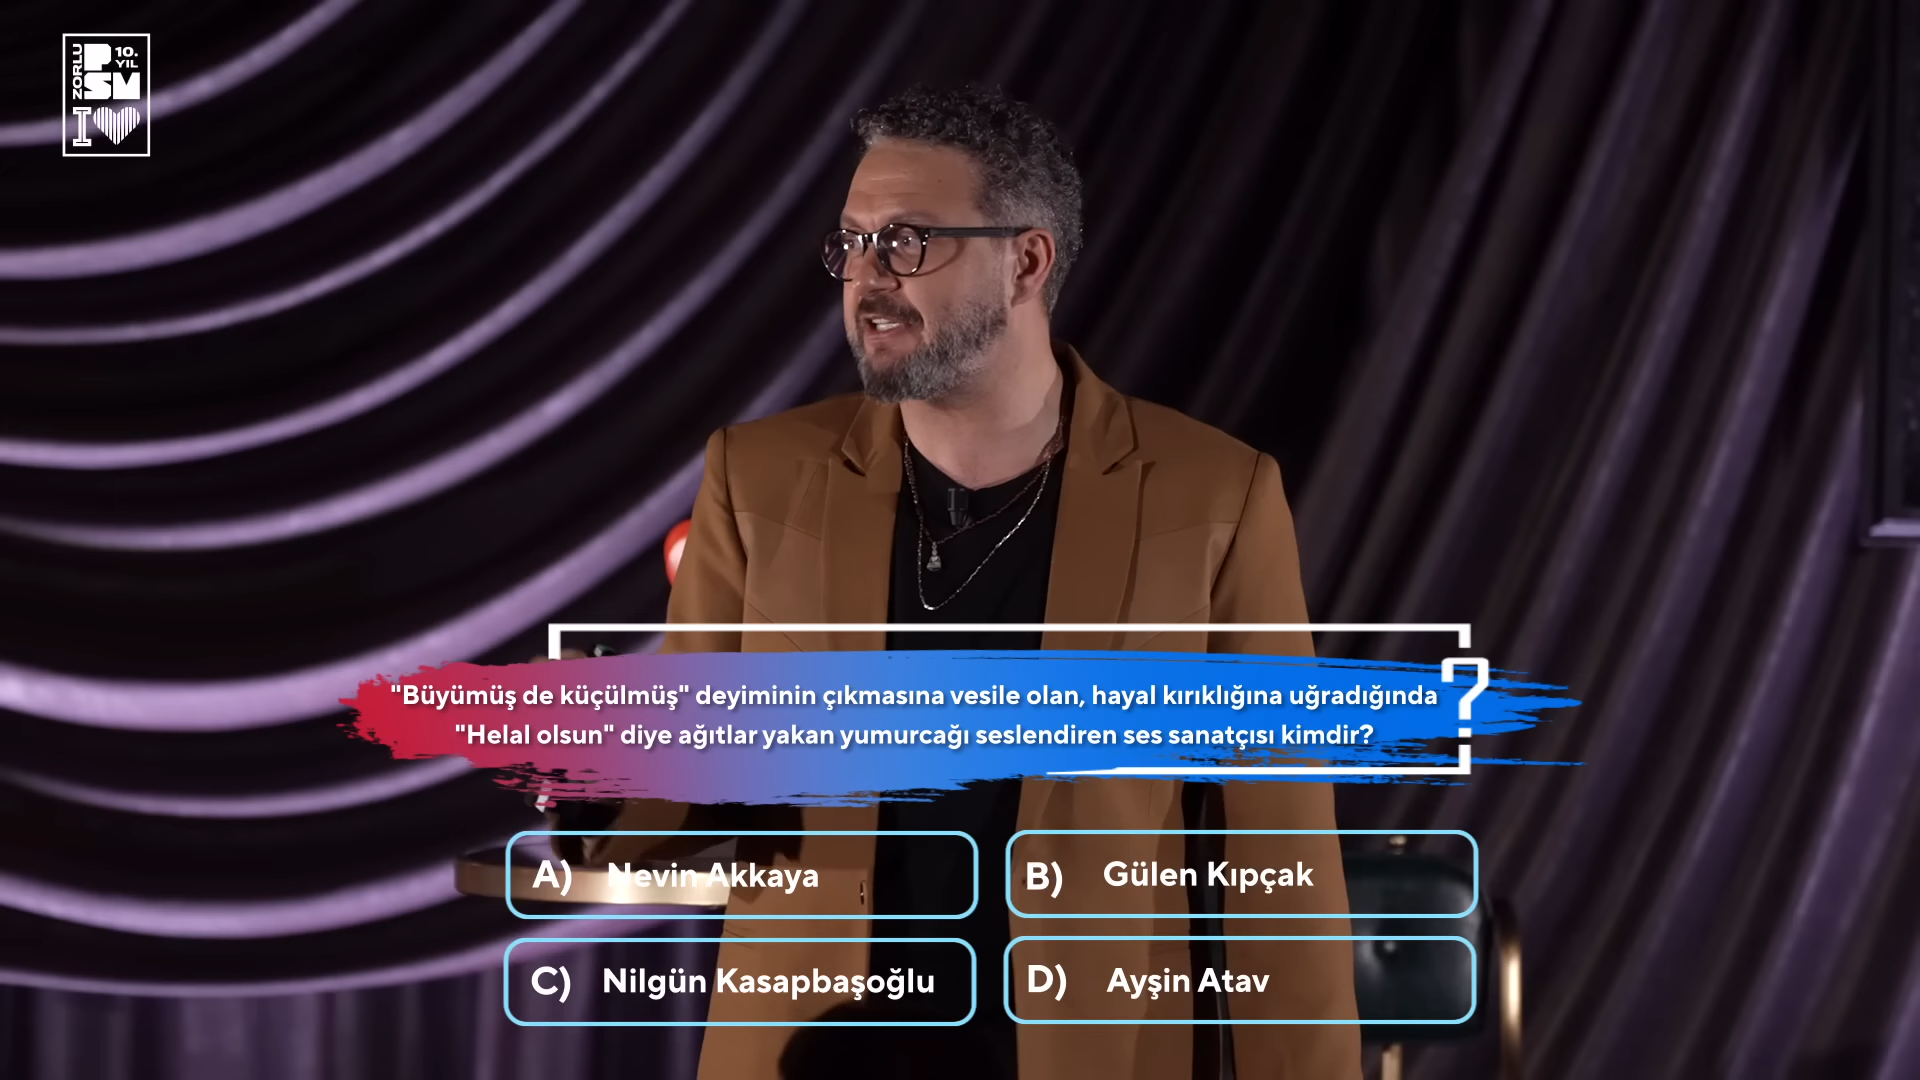 ZORLU
PSM
10.
YIL
I
"Büyümüş de küçülmüş" deyiminin çıkmasına vesile olan, hayal kırıklığına uğradığında
"Helal olsun" diye ağıtlar yakan yumurcağı seslendiren ses sanatçısı kimdir?
?
A) Nevin Akkaya
B) Gülen Kıpçak
C) Nilgün Kasapbaşoğlu
D) Ayşin Atav